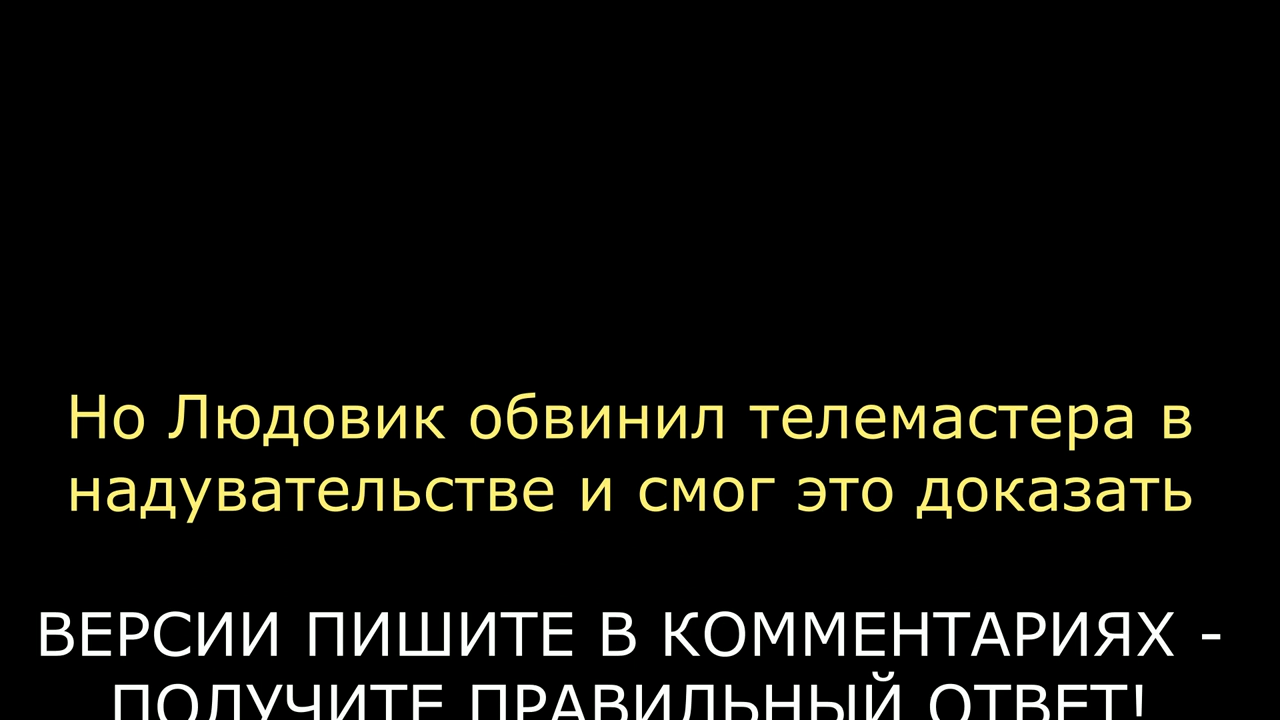 Но Людовик обвинил телемастера в
надувательстве и смог это доказать
ВЕРСИИ ПИШИТЕ В КОММЕНТАРИЯХ -
ПОЛУЧИТЕ ПРАВИЛЬНЫЙ ОТВЕТ!